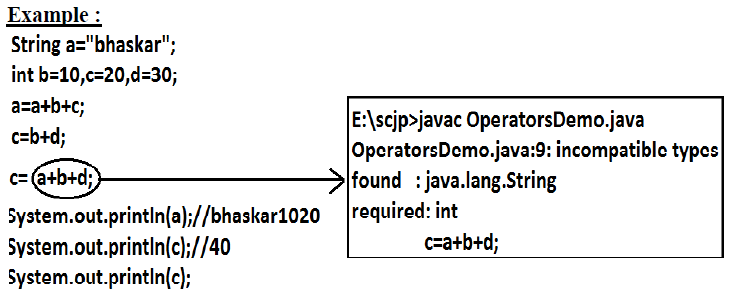 Example :
String a="bhaskar";
int b=10,c=20,d=30;
a=a+b+c;
c=b+d;
c= a+b+d;
System.out.println(a);//bhaskar1020
System.out.println(c);//40
System.out.println(c);
E:\scjp>javac OperatorsDemo.java
OperatorsDemo.java:9: incompatible types
found : java.lang.String
required: int
c=a+b+d;